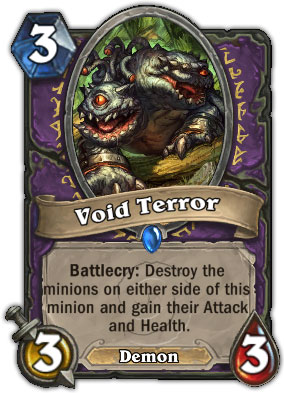 3
Void Terror
Battlecry: Destroy the
minions on either side of this
minion and gain their Attack
and Health.
3
Demon
3